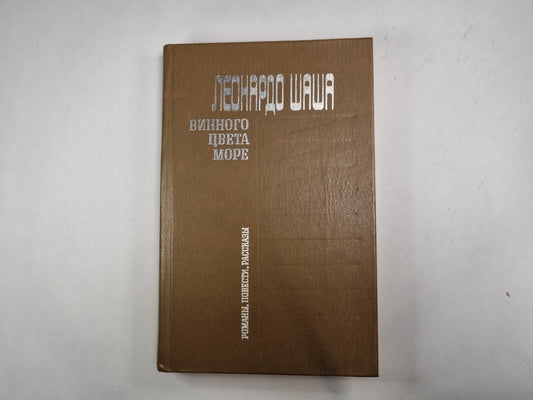 ЛЕОНАРДО ШАША
ВИННОГО
ЦВЕТА
МОРЕ
РОМАНЫ, ПОВЕСТИ, РАССКАЗЫ